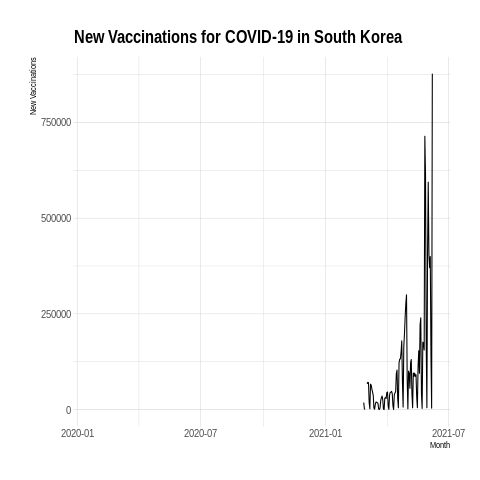 New Vaccinations for COVID-19 in South Korea
New Vaccinations
750000
500000
250000
0
2020-01 2020-07 2021-01 2021-07
Month